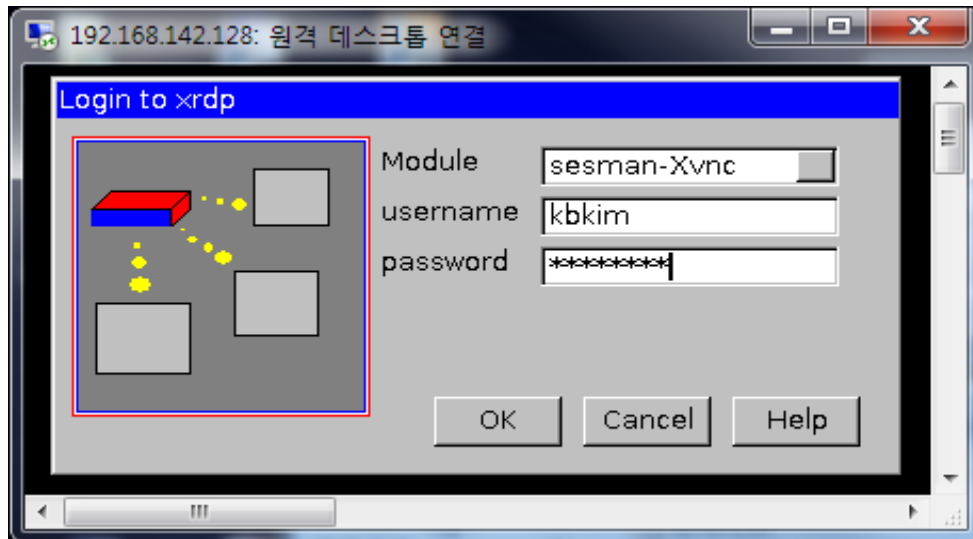 192.168.142.128: 원격 데스크톱 연결
Login to xrdp
Module sesman-Xvnc
username kbkim
password *********
OK Cancel Help